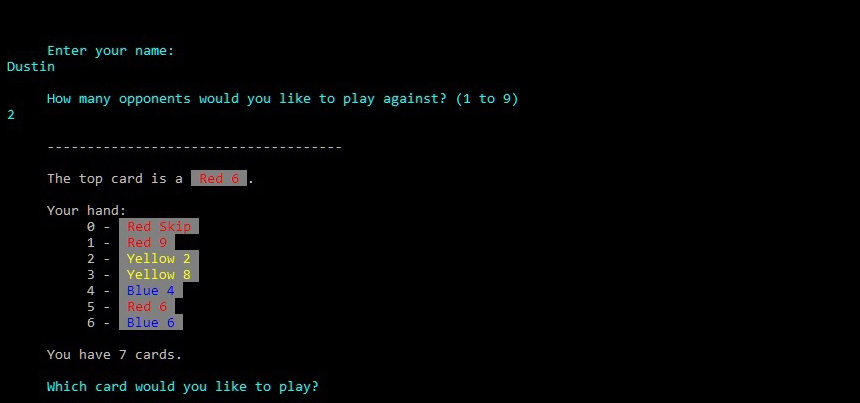 Enter your name:
Dustin
How many opponents would you like to play against? (1 to 9)
2
-------------------------------------
The top card is a Red 6 .
Your hand:
0 - Red Skip
1 - Red 9
2 - Yellow 2
3 - Yellow 8
4 - Blue 4
5 - Red 6
6 - Blue 6
You have 7 cards.
Which card would you like to play?